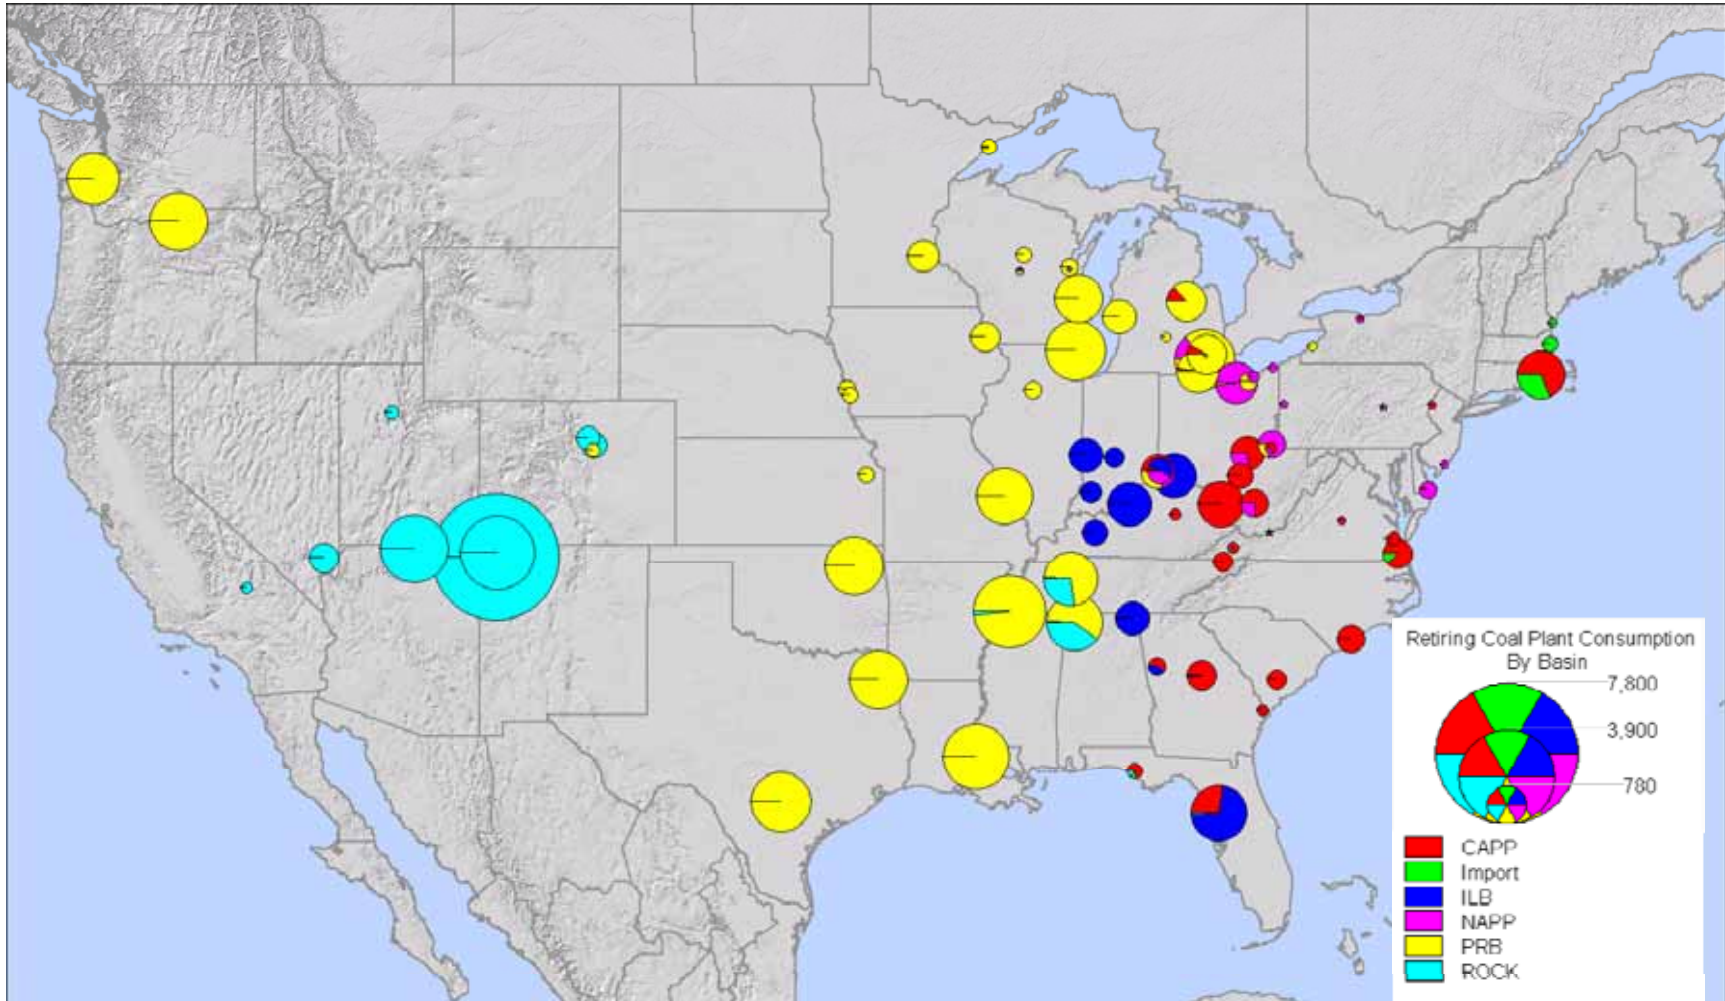 Retiring Coal Plant Consumption
By Basin
7,800
3,900
780
CAPP
Import
ILB
NAPP
PRB
ROCK